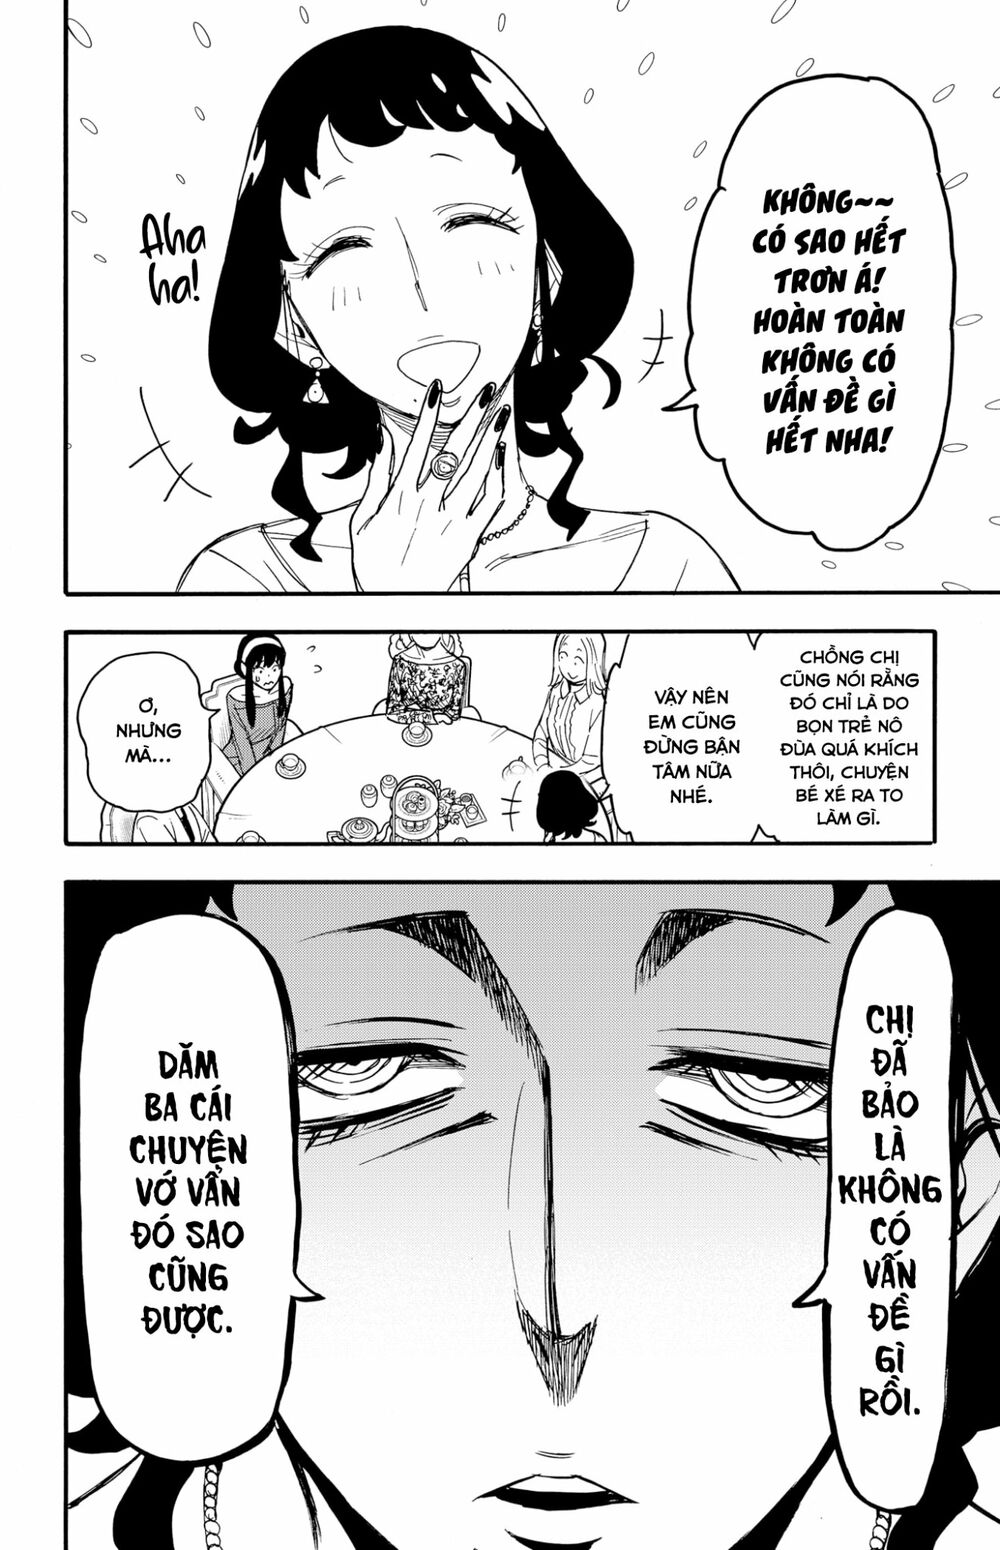 KHÔNG~~
CÓ SAO HẾT
TRƠN Á!
HOÀN TOÀN
KHÔNG CÓ
VẤN ĐỀ GÌ
HẾT NHA!
Aha
ha!
CHỒNG CHỊ
CŨNG NÓI RẰNG
ĐÓ CHỈ LÀ DO
BỌN TRẺ NÔ
ĐÙA QUÁ KHÍCH
THÔI, CHUYỆN
BÉ XÉ RA TO
LÀM GÌ.
VẬY NÊN
EM CŨNG
ĐỪNG BẬN
TÂM NỮA
NHÉ.
Ơ,
NHƯNG
MÀ...
CHỊ
ĐÃ
BẢO
LÀ
KHÔNG
CÓ
VẤN
ĐỀ
GÌ
RỒI.
DĂM
BA CÁI
CHUYỆN
VỚ VẨN
ĐÓ SAO
CŨNG
ĐƯỢC.